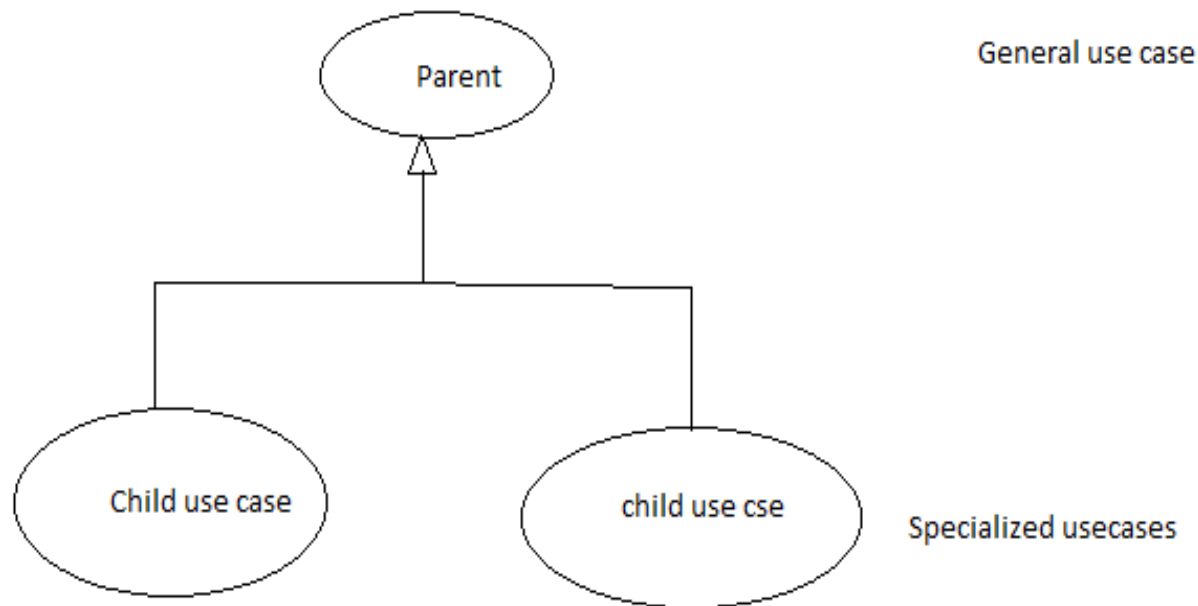 Parent
General use case
Child use case
child use cse
Specialized usecases